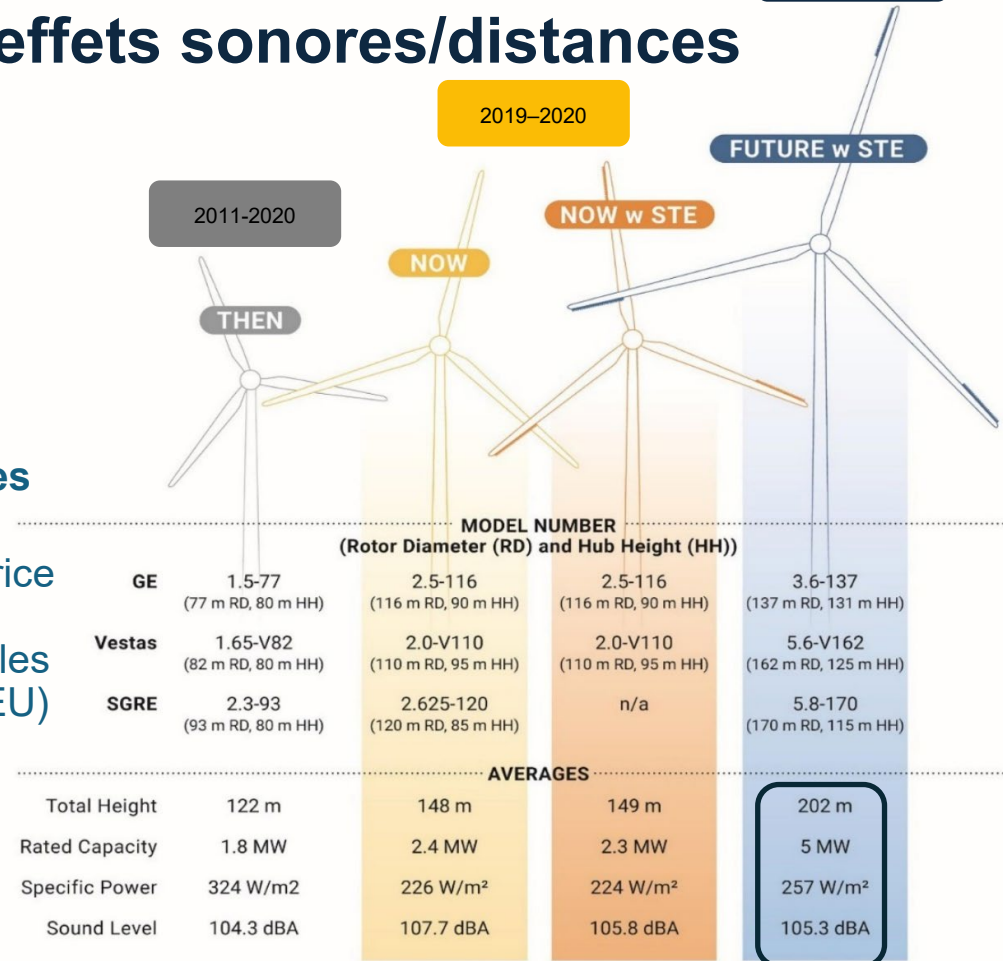 effets sonores/distances
2019–2020
FUTURE w STE
2011-2020
NOW w STE
NOW
THEN
es
rice
les
EU)
MODEL NUMBER
(Rotor Diameter (RD) and Hub Height (HH))
GE 1.5-77 2.5-116 2.5-116 3.6-137
(77 m RD, 80 m HH) (116 m RD, 90 m HH) (116 m RD, 90 m HH) (137 m RD, 131 m HH)
Vestas 1.65-V82 2.0-V110 2.0-V110 5.6-V162
(82 m RD, 80 m HH) (110 m RD, 95 m HH) (110 m RD, 95 m HH) (162 m RD, 125 m HH)
SGRE 2.3-93 2.625-120 n/a 5.8-170
(93 m RD, 80 m HH) (120 m RD, 85 m HH) (170 m RD, 115 m HH)
AVERAGES
Total Height 122 m 148 m 149 m 202 m
Rated Capacity 1.8 MW 2.4 MW 2.3 MW 5 MW
Specific Power 324 W/m2 226 W/m² 224 W/m² 257 W/m²
Sound Level 104.3 dBA 107.7 dBA 105.8 dBA 105.3 dBA